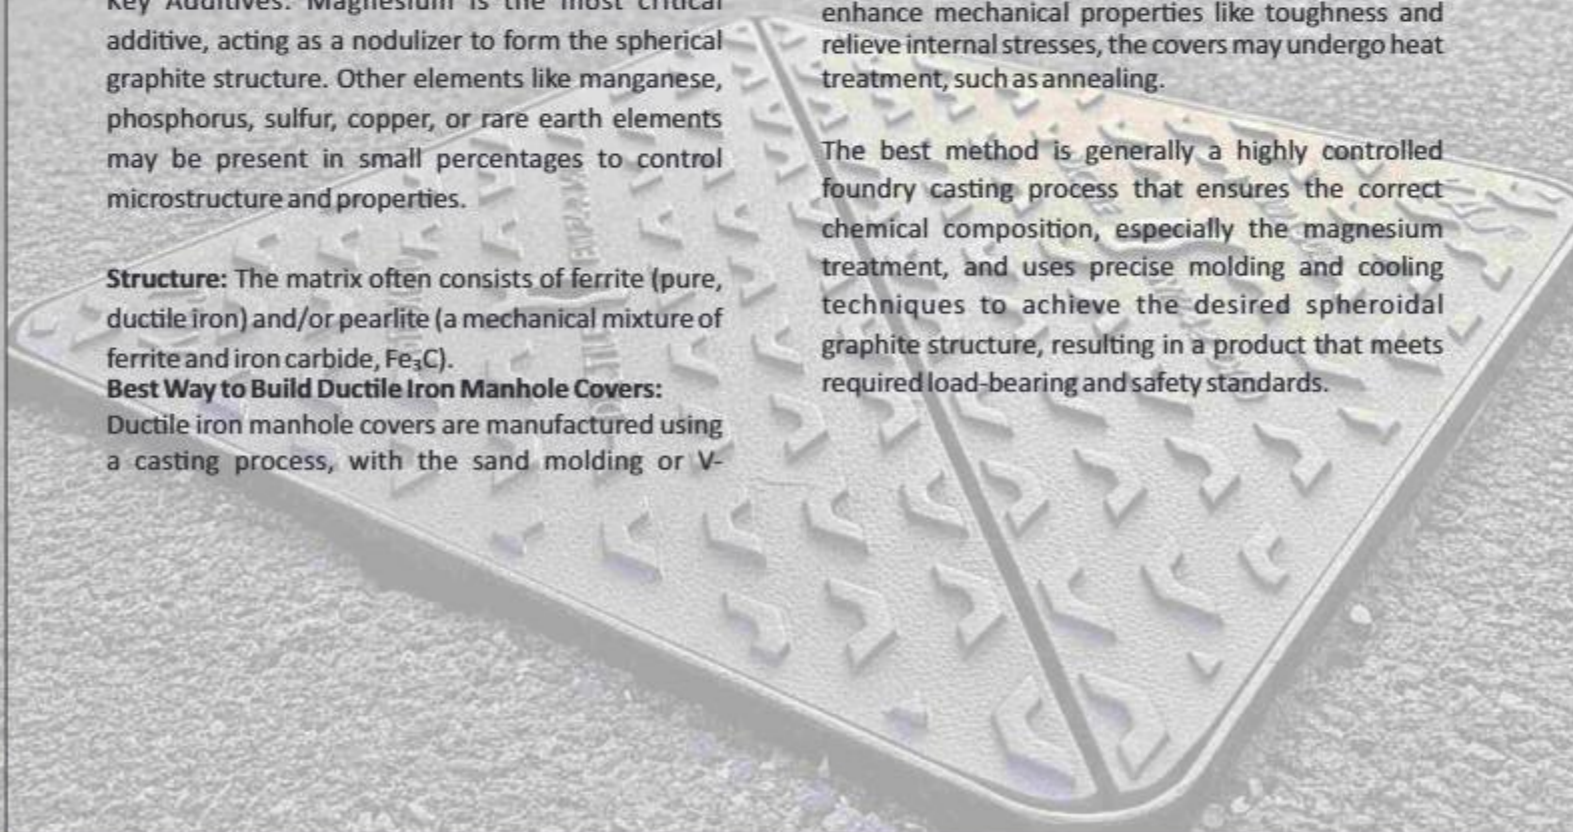 Key Additives: Magnesium is the most critical
additive, acting as a nodulizer to form the spherical
graphite structure. Other elements like manganese,
phosphorus, sulfur, copper, or rare earth elements
may be present in small percentages to control
microstructure and properties.
Structure: The matrix often consists of ferrite (pure,
ductile iron) and/or pearlite (a mechanical mixture of
ferrite and iron carbide, Fe₃C).
Best Way to Build Ductile Iron Manhole Covers:
Ductile iron manhole covers are manufactured using
a casting process, with the sand molding or V-
enhance mechanical properties like toughness and
relieve internal stresses, the covers may undergo heat
treatment, such as annealing.
The best method is generally a highly controlled
foundry casting process that ensures the correct
chemical composition, especially the magnesium
treatment, and uses precise molding and cooling
techniques to achieve the desired spheroidal
graphite structure, resulting in a product that meets
required load-bearing and safety standards.